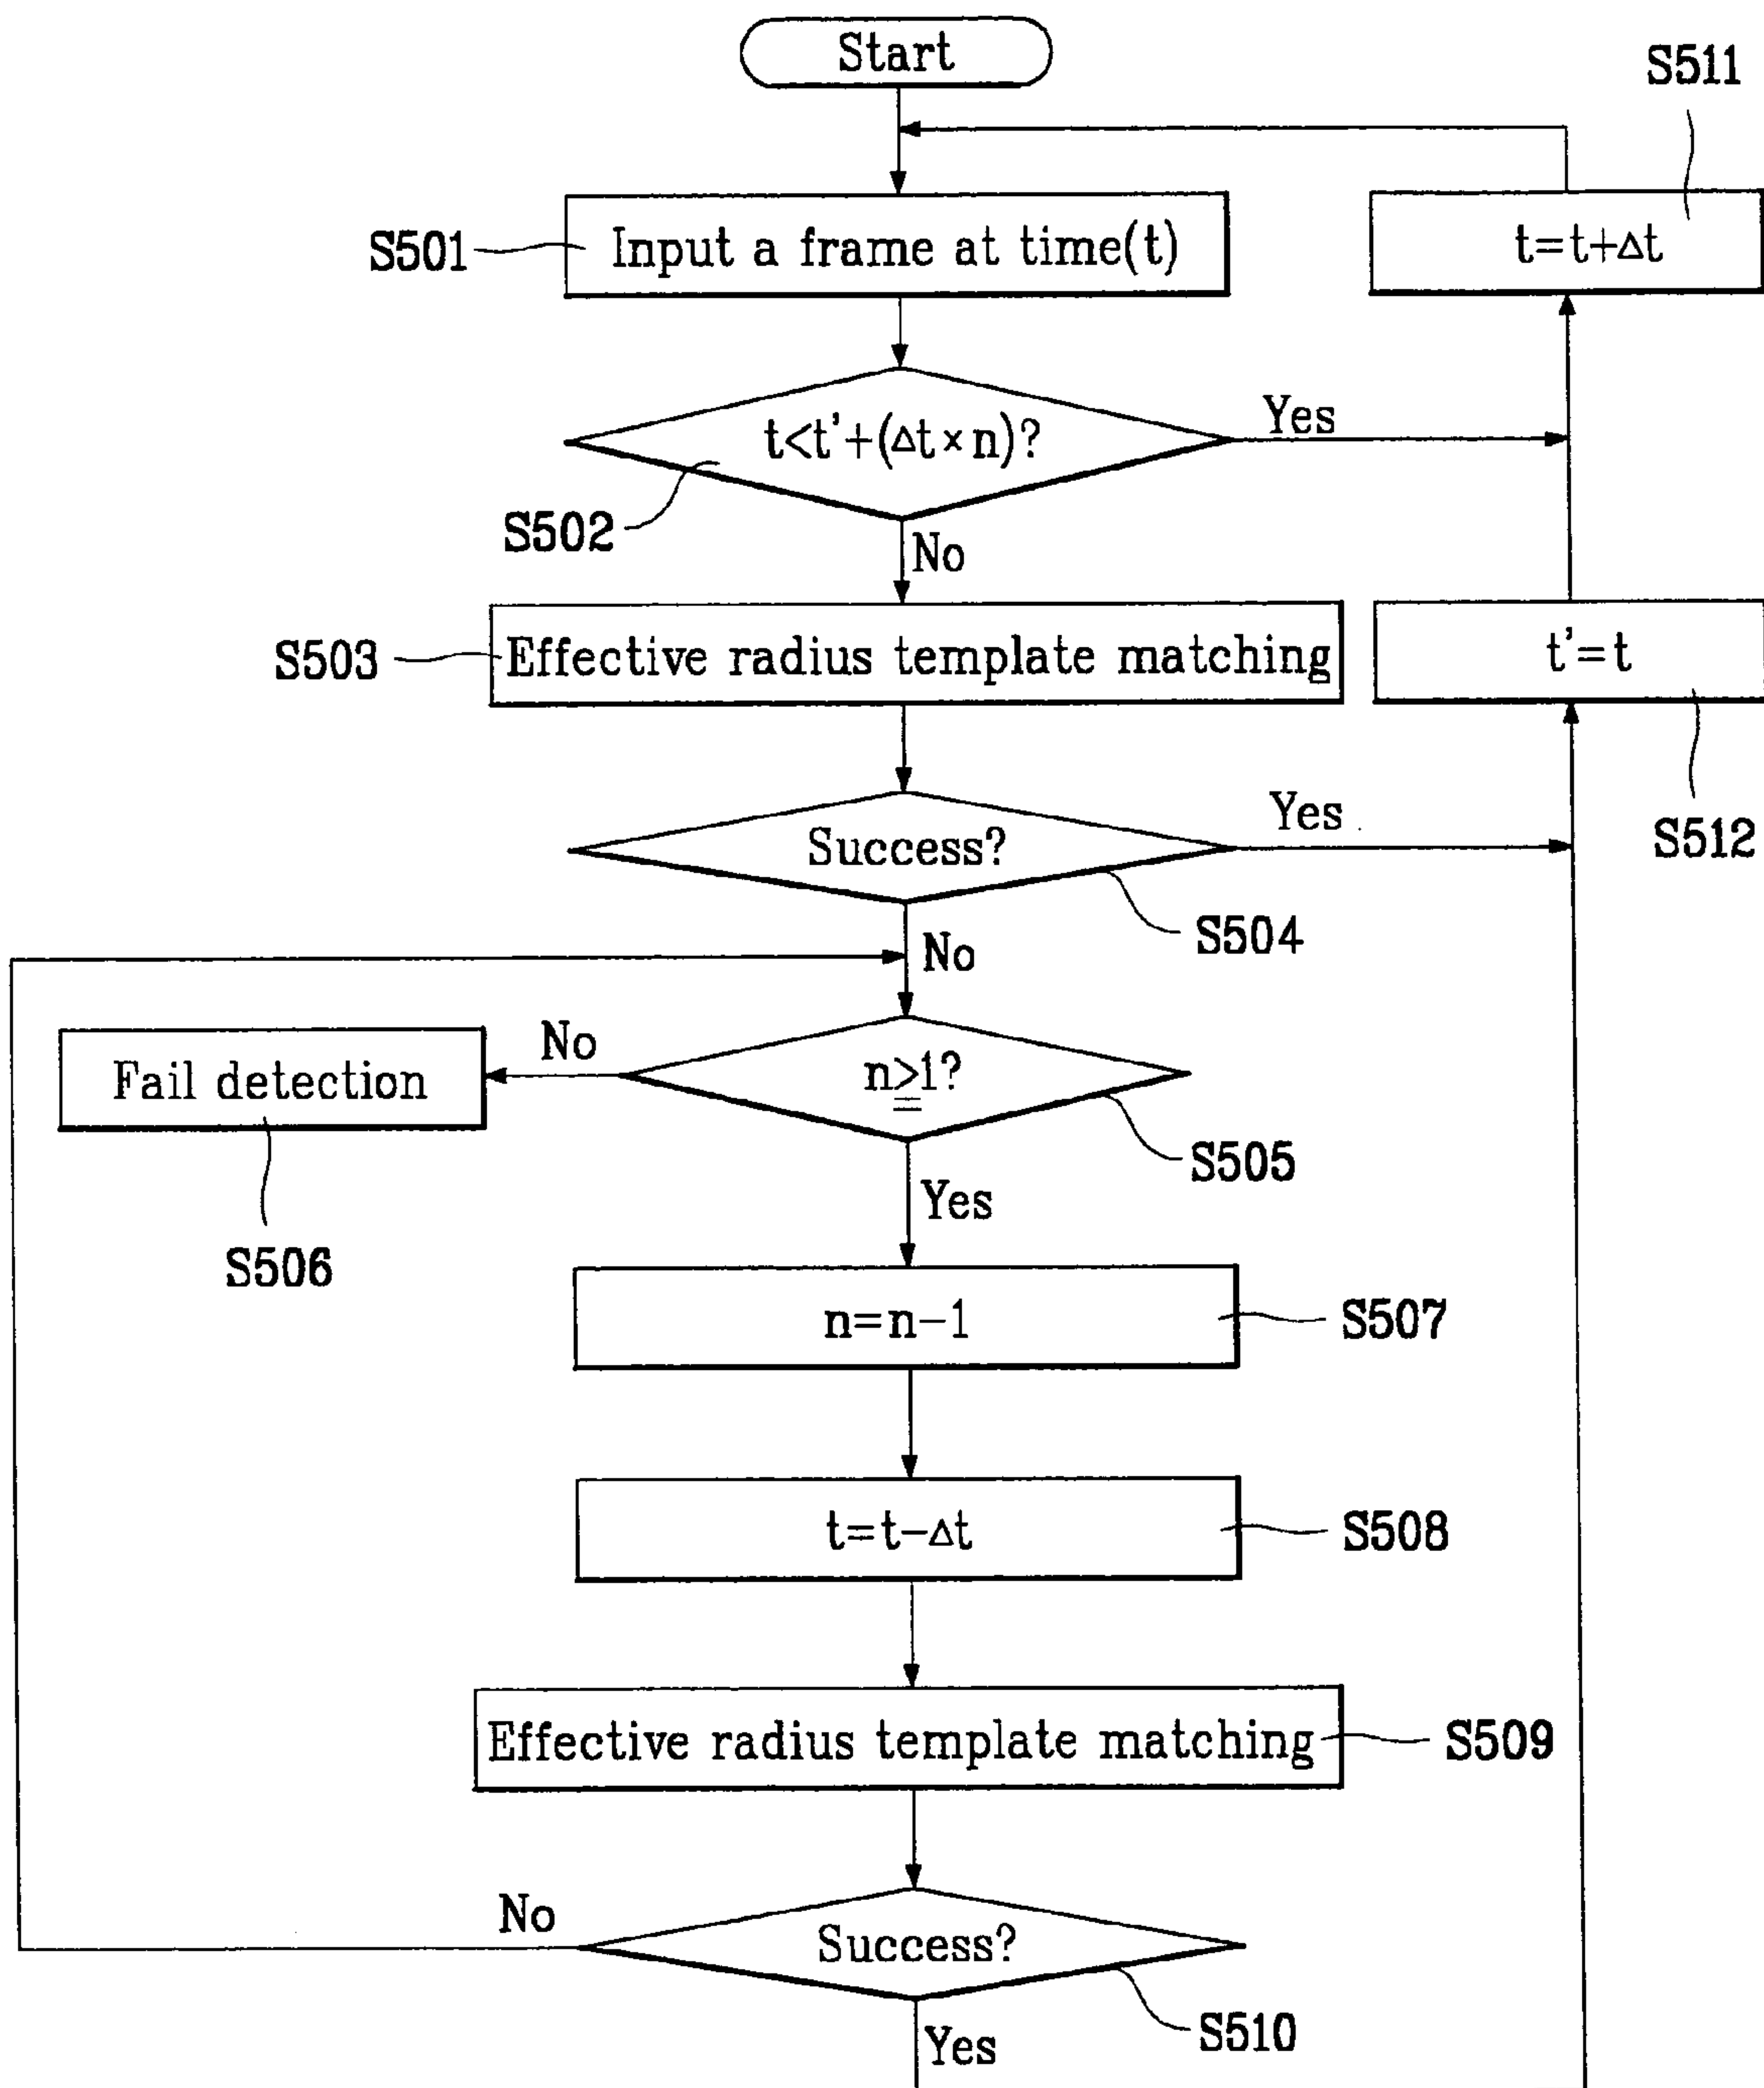 Start
S511
S501
Input a frame at time(t)
t=t+Δt
t<t'+(Δt×n)?
Yes
S502
No
S503
Effective radius template matching
t'=t
Success?
Yes
S512
S504
No
Fail detection
No
n≧1?
S505
S506
Yes
n=n-1
S507
t=t-Δt
S508
Effective radius template matching
S509
No
Success?
S510
Yes